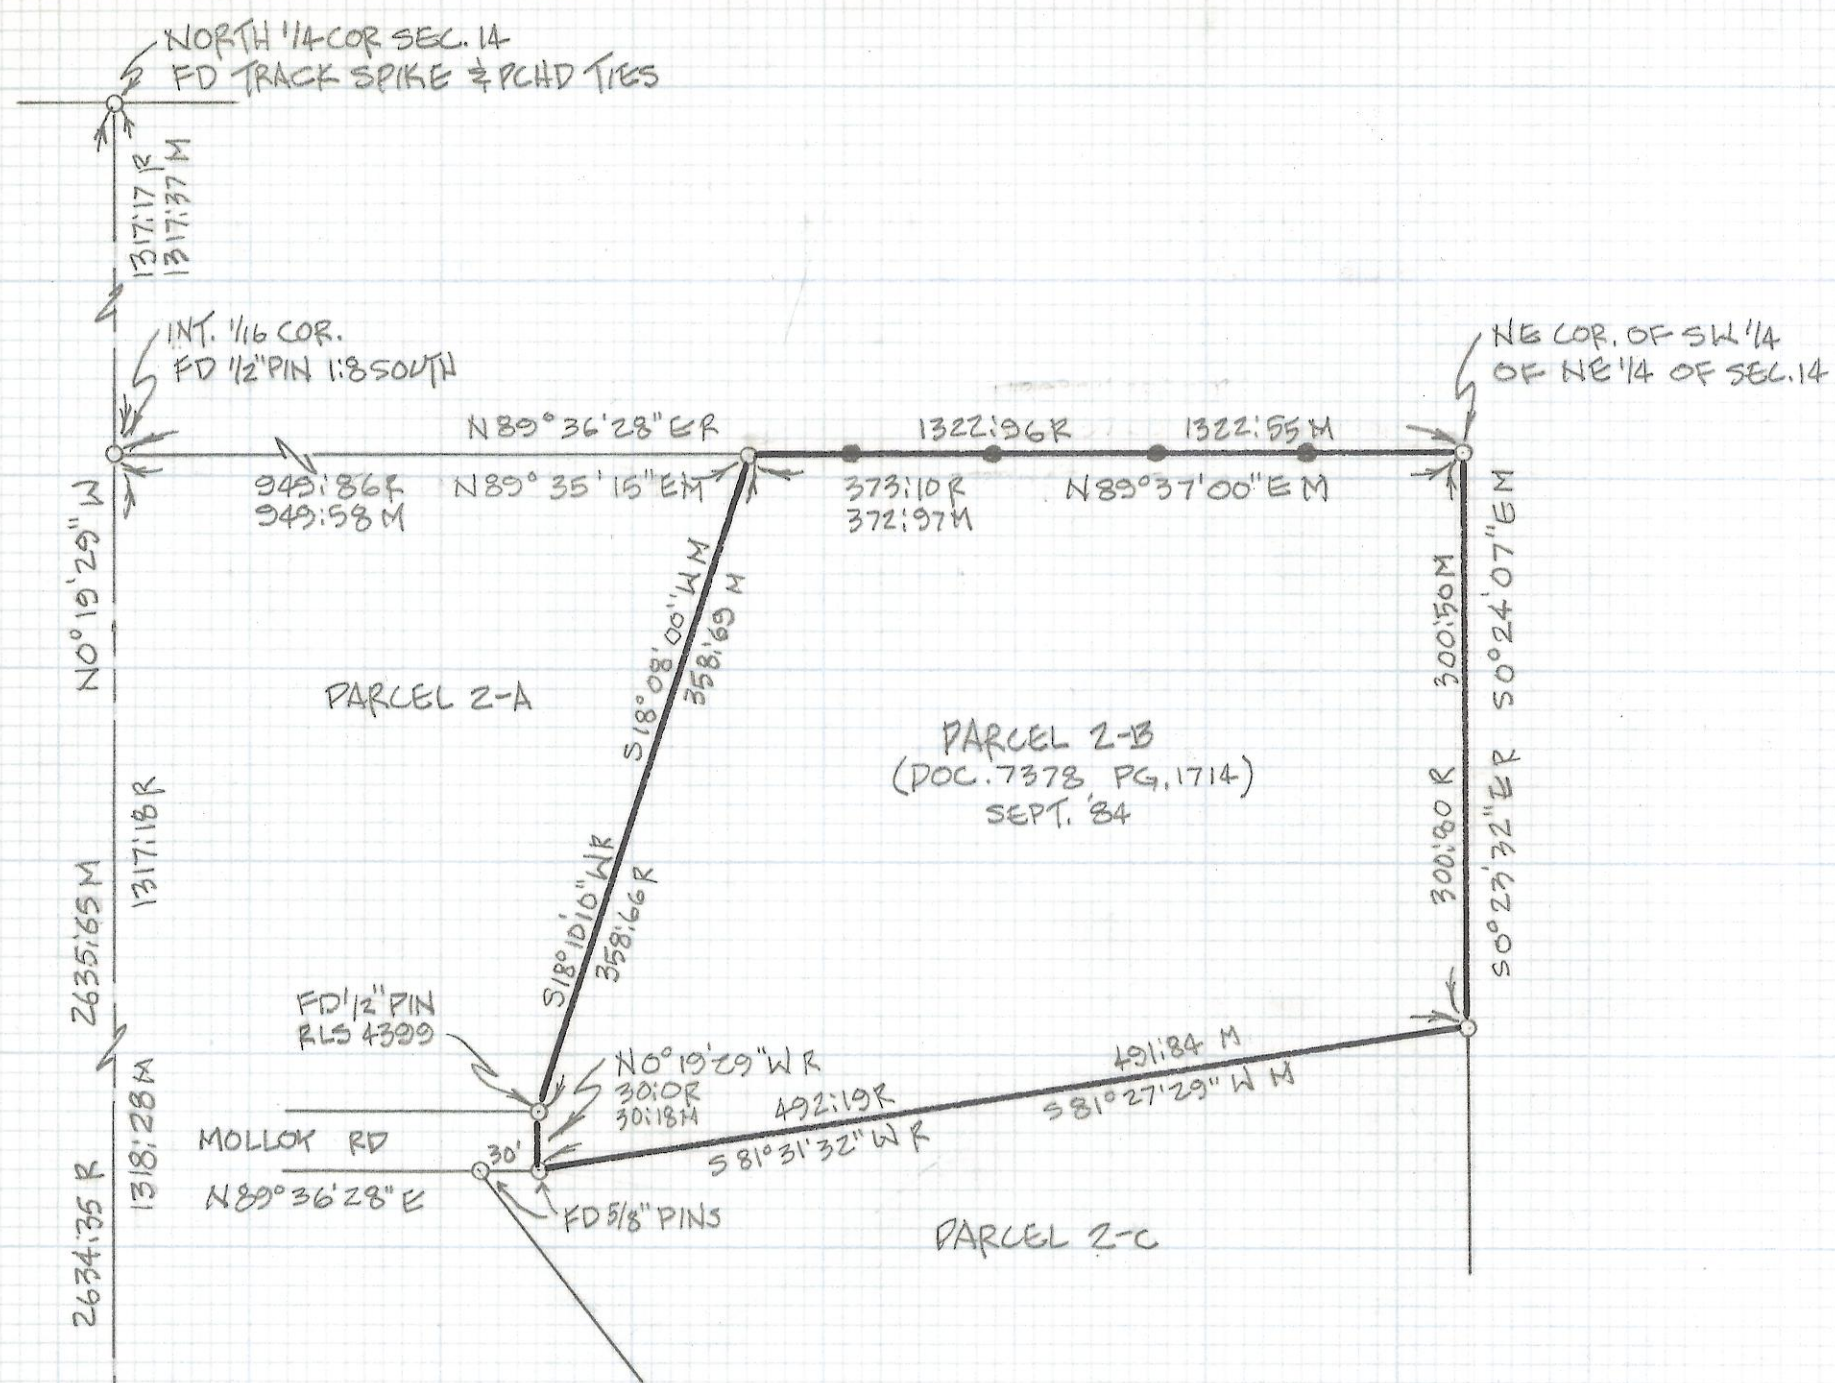 NORTH 1/4 COR SEC. 14
FD TRACK SPIKE & PCHD TIES
1317.17 R
1317.37 M
INT. 1/16 COR.
FD 1/2" PIN 1.8 SOUTH
NE COR. OF SW 1/4
OF NE 1/4 OF SEC. 14
N89°36'28" E R
1322.96 R
1322.55 M
949.86 R
949.58 M
N89°35'15" E M
373.10 R
372.97 M
N89°37'00" E M
N0°19'29" W
S18°08'00" W M
358.69 M
300.50 M
S0°24'07" E M
PARCEL 2-A
PARCEL 2-B
(DOC. 7378, PG. 1714)
SEPT. '84
1317.18 R
2635.65 M
S18°10'10" W R
358.66 R
300.80 R
S0°23'32" E R
FD 1/2" PIN
RLS 4399
N0°19'29" W R
30.0 R
30.18 M
492.19 R
S81°31'32" W R
491.84 M
S81°27'29" W M
MOLLOY RD
30'
N89°36'28" E
FD 5/8" PINS
PARCEL 2-C
1318.28 M
2634.35 R